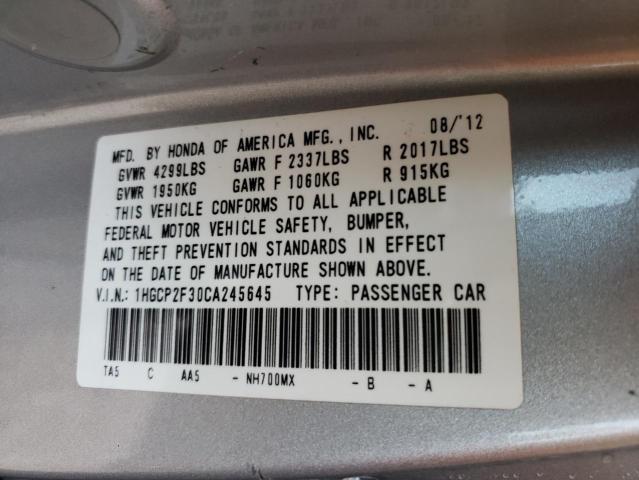 MFD. BY HONDA OF AMERICA MFG., INC. 08/'12
GVWR 4299LBS GAWR F 2337LBS R 2017LBS
GVWR 1950KG GAWR F 1060KG R 915KG
THIS VEHICLE CONFORMS TO ALL APPLICABLE
FEDERAL MOTOR VEHICLE SAFETY, BUMPER,
AND THEFT PREVENTION STANDARDS IN EFFECT
ON THE DATE OF MANUFACTURE SHOWN ABOVE.
V.I.N.: 1HGCP2F30CA245645 TYPE: PASSENGER CAR
TA5 C AA5 - NH700MX - B - A